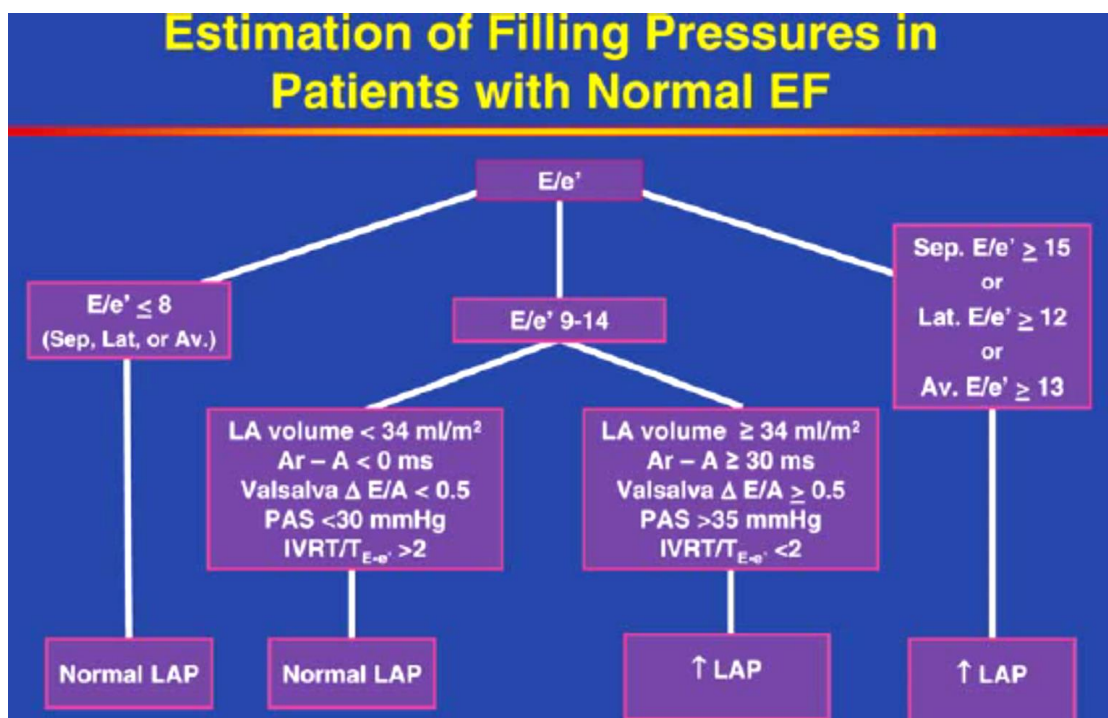 Estimation of Filling Pressures in
Patients with Normal EF
E/e'
E/e' ≤ 8
(Sep, Lat, or Av.)
E/e' 9-14
Sep. E/e' ≥ 15
or
Lat. E/e' ≥ 12
or
Av. E/e' ≥ 13
LA volume < 34 ml/m²
Ar – A < 0 ms
Valsalva Δ E/A < 0.5
PAS <30 mmHg
IVRT/T_E-e' >2
LA volume ≥ 34 ml/m²
Ar – A ≥ 30 ms
Valsalva Δ E/A ≥ 0.5
PAS >35 mmHg
IVRT/T_E-e' <2
Normal LAP
Normal LAP
↑ LAP
↑ LAP